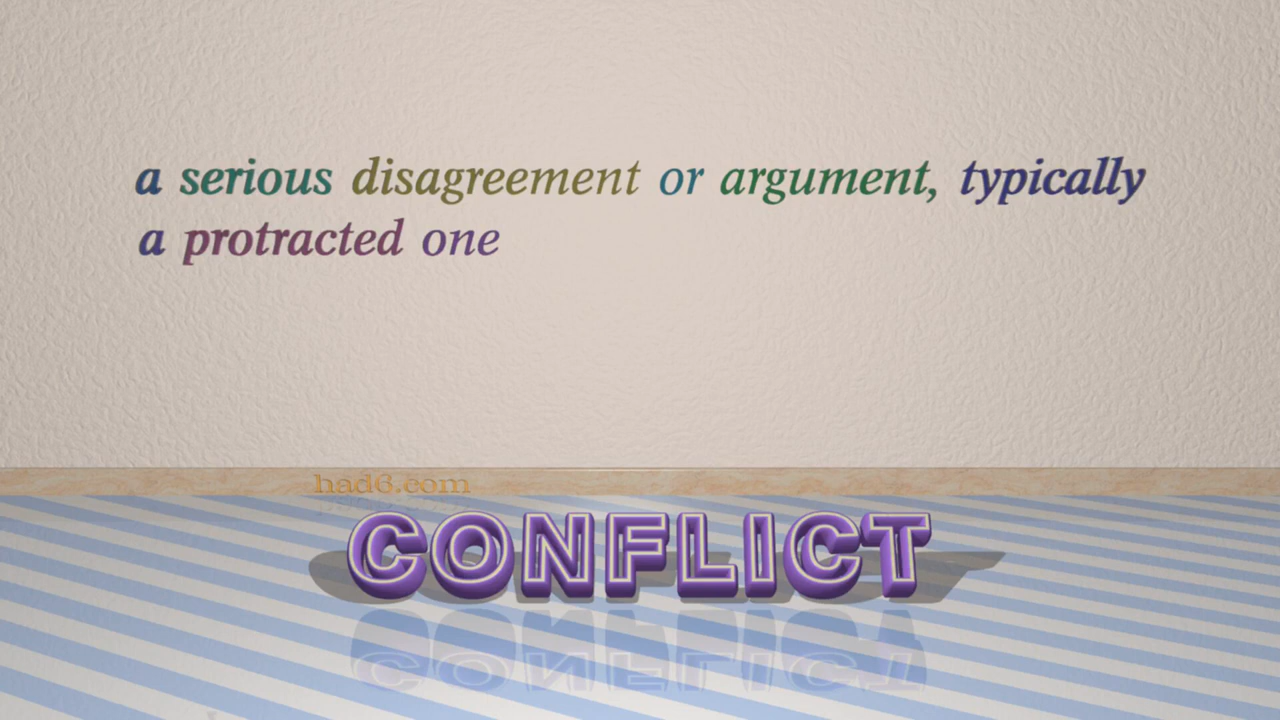 a serious disagreement or argument, typically
a protracted one
had6.com
CONFLICT